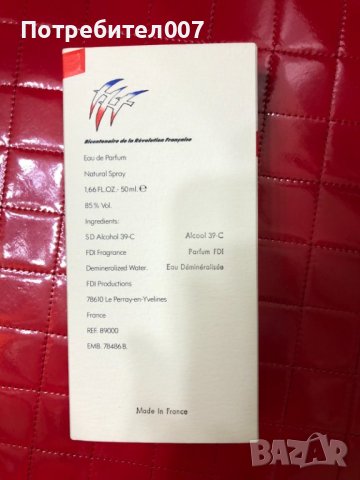 Потребител007
Bicentenaire de la Révolution Française
Eau de Parfum
Natural Spray
1.66 FL.OZ.- 50 ml. ℮
85% Vol.
Ingredients:
S.D Alcohol 39-C Alcool 39-C
FDI Fragrance Parfum FDI
Demineralized Water. Eau Déminéralisée
FDI Productions
78610 Le Perray-en-Yvelines
France
REF. 89000
EMB. 78486 B.
Made In France
BAZAR
bg